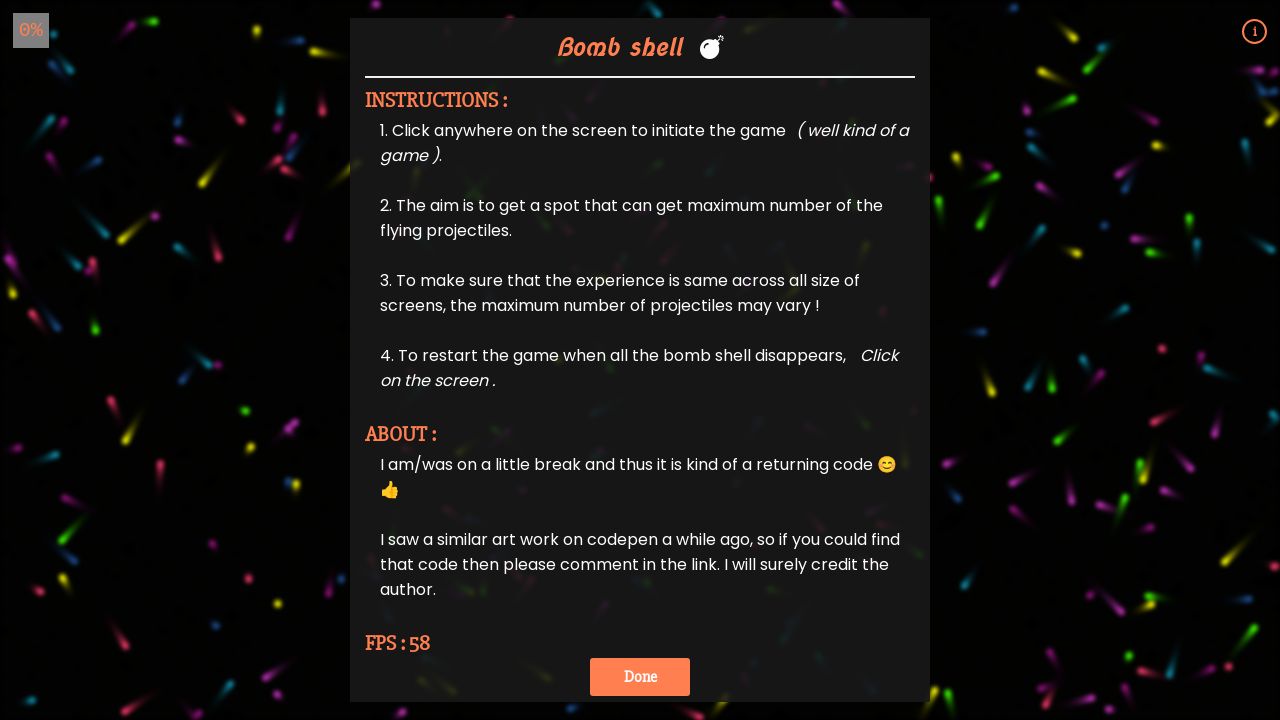 0%
i
Bomb shell 💣
INSTRUCTIONS :
1. Click anywhere on the screen to initiate the game ( well kind of a
game ).
2. The aim is to get a spot that can get maximum number of the
flying projectiles.
3. To make sure that the experience is same across all size of
screens, the maximum number of projectiles may vary !
4. To restart the game when all the bomb shell disappears, Click
on the screen .
ABOUT :
I am/was on a little break and thus it is kind of a returning code 😊
👍
I saw a similar art work on codepen a while ago, so if you could find
that code then please comment in the link. I will surely credit the
author.
FPS : 58
Done